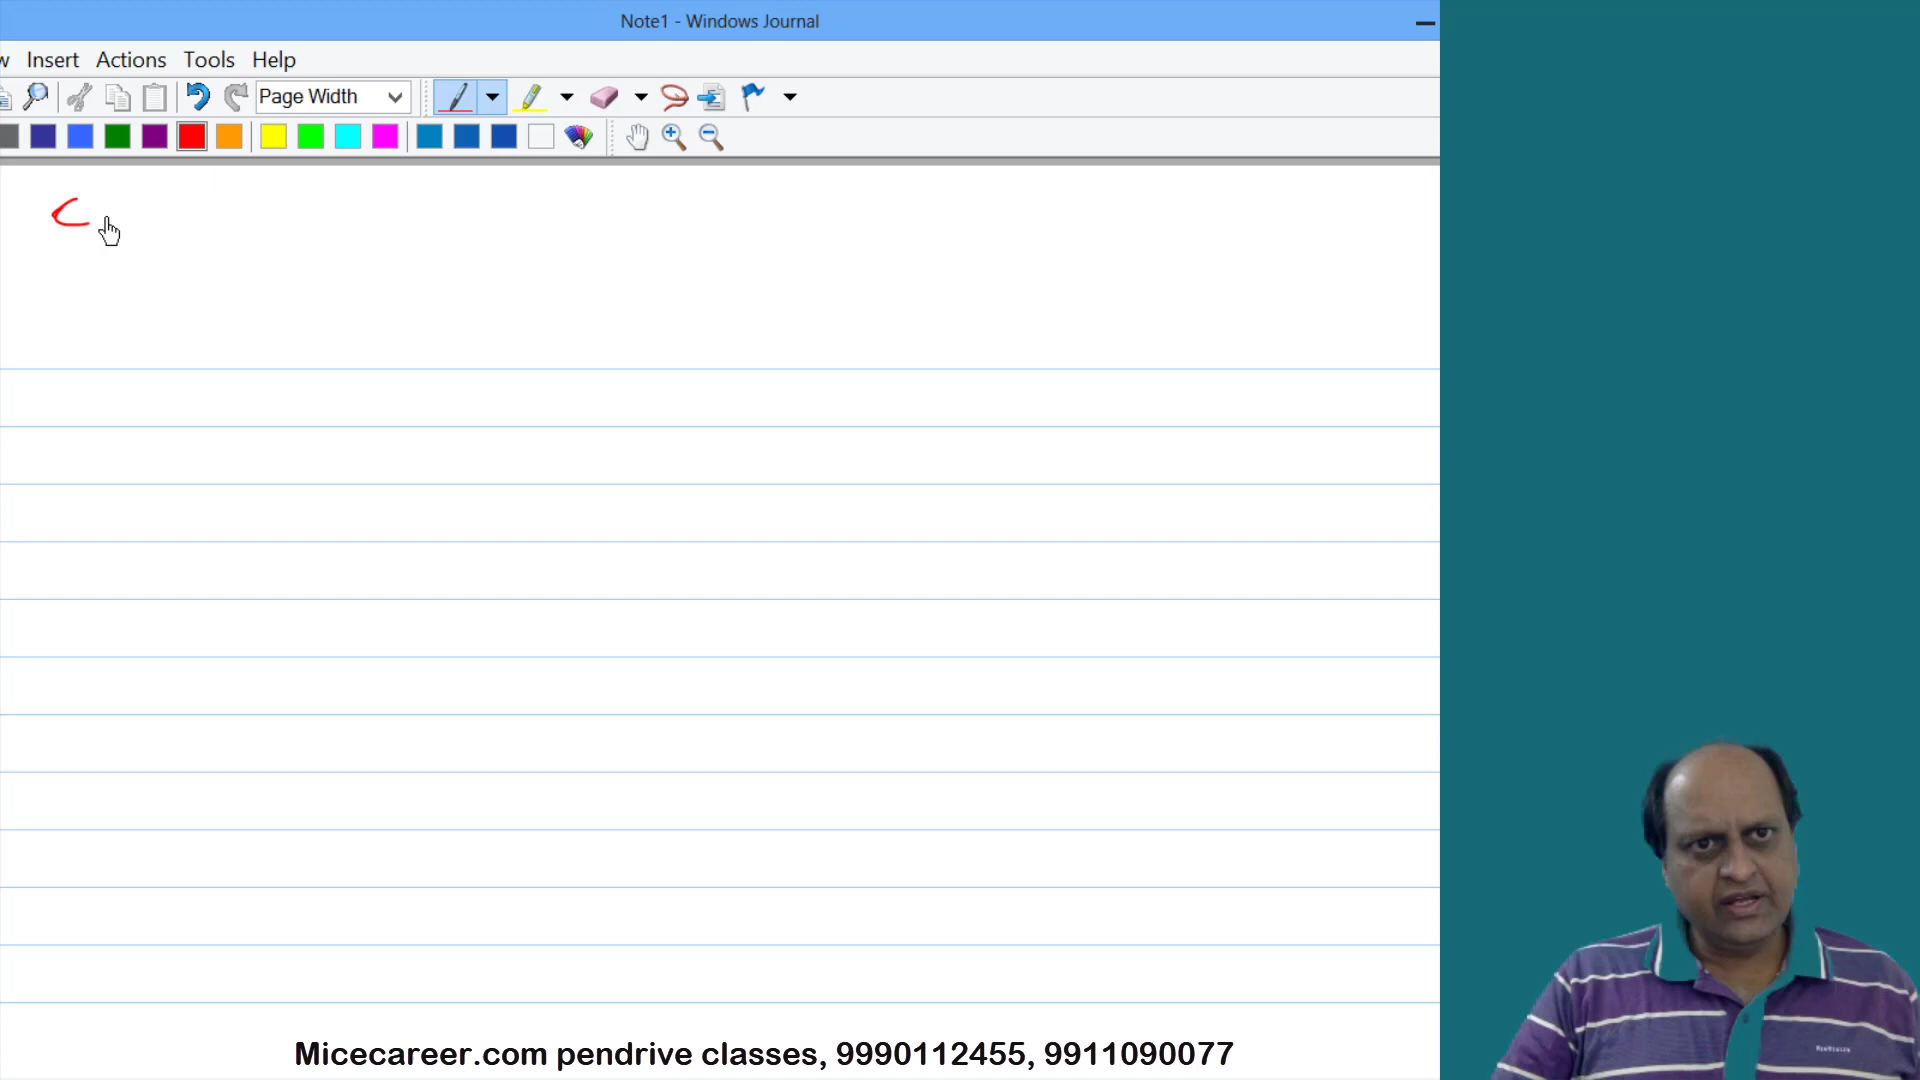 Note1 - Windows Journal
Insert Actions Tools Help
Page Width
C
Micecareer.com pendrive classes, 9990112455, 9911090077